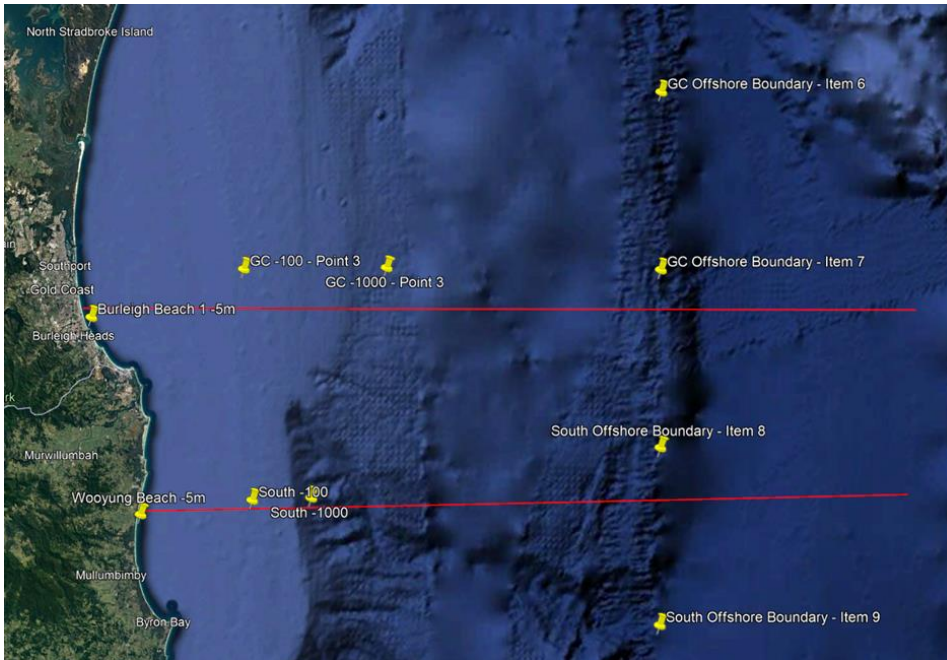 North Stradbroke Island
GC Offshore Boundary - Item 6
ain
Southport
GC -100 - Point 3
GC Offshore Boundary - Item 7
GC -1000 - Point 3
Gold Coast
Burleigh Beach 1 -5m
Burleigh Heads
rk
South Offshore Boundary - Item 8
Murwillumbah
Wooyung Beach -5m
South -100
South -1000
Mullumbimby
Byron Bay
South Offshore Boundary - Item 9